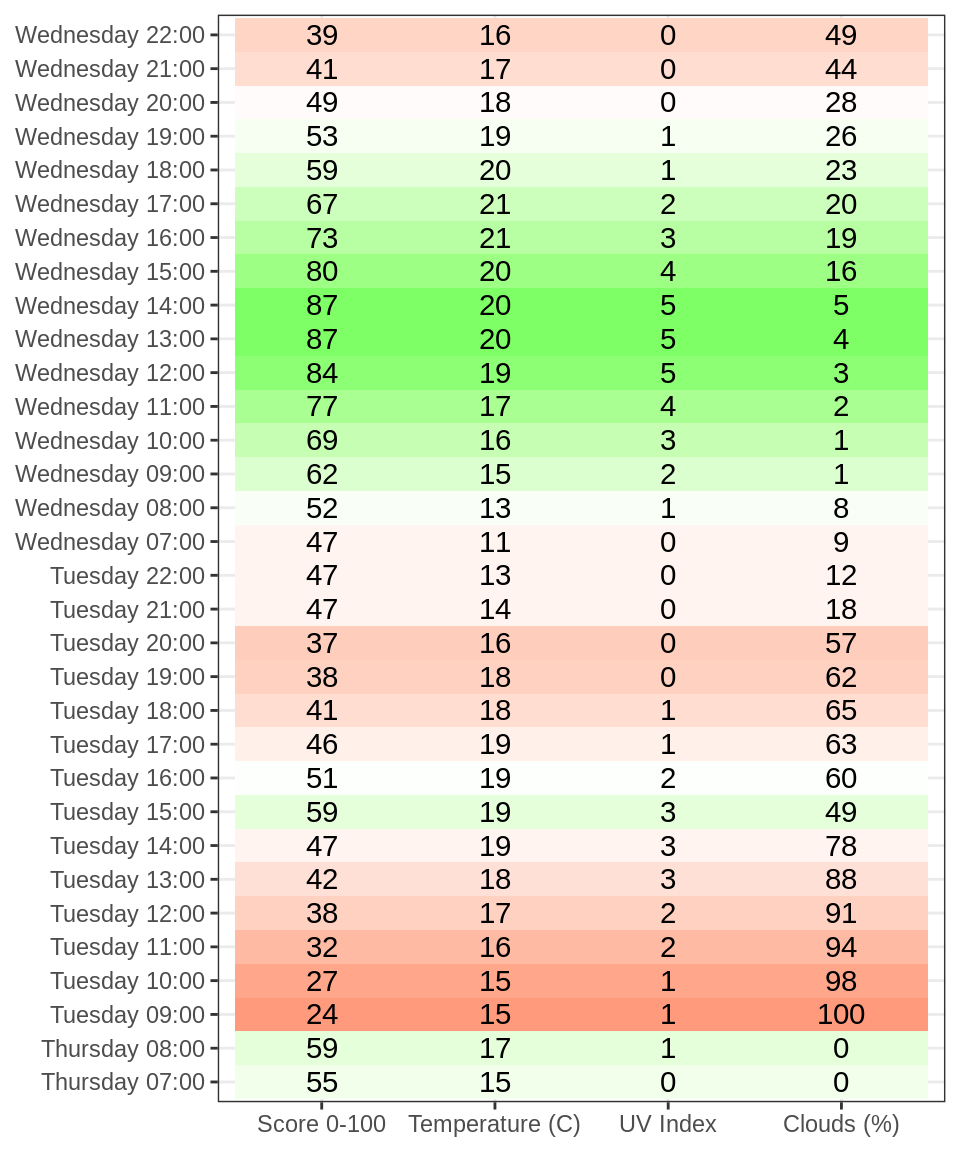 Wednesday 22:00 39 16 0 49
Wednesday 21:00 41 17 0 44
Wednesday 20:00 49 18 0 28
Wednesday 19:00 53 19 1 26
Wednesday 18:00 59 20 1 23
Wednesday 17:00 67 21 2 20
Wednesday 16:00 73 21 3 19
Wednesday 15:00 80 20 4 16
Wednesday 14:00 87 20 5 5
Wednesday 13:00 87 20 5 4
Wednesday 12:00 84 19 5 3
Wednesday 11:00 77 17 4 2
Wednesday 10:00 69 16 3 1
Wednesday 09:00 62 15 2 1
Wednesday 08:00 52 13 1 8
Wednesday 07:00 47 11 0 9
Tuesday 22:00 47 13 0 12
Tuesday 21:00 47 14 0 18
Tuesday 20:00 37 16 0 57
Tuesday 19:00 38 18 0 62
Tuesday 18:00 41 18 1 65
Tuesday 17:00 46 19 1 63
Tuesday 16:00 51 19 2 60
Tuesday 15:00 59 19 3 49
Tuesday 14:00 47 19 3 78
Tuesday 13:00 42 18 3 88
Tuesday 12:00 38 17 2 91
Tuesday 11:00 32 16 2 94
Tuesday 10:00 27 15 1 98
Tuesday 09:00 24 15 1 100
Thursday 08:00 59 17 1 0
Thursday 07:00 55 15 0 0
Score 0-100 Temperature (C) UV Index Clouds (%)